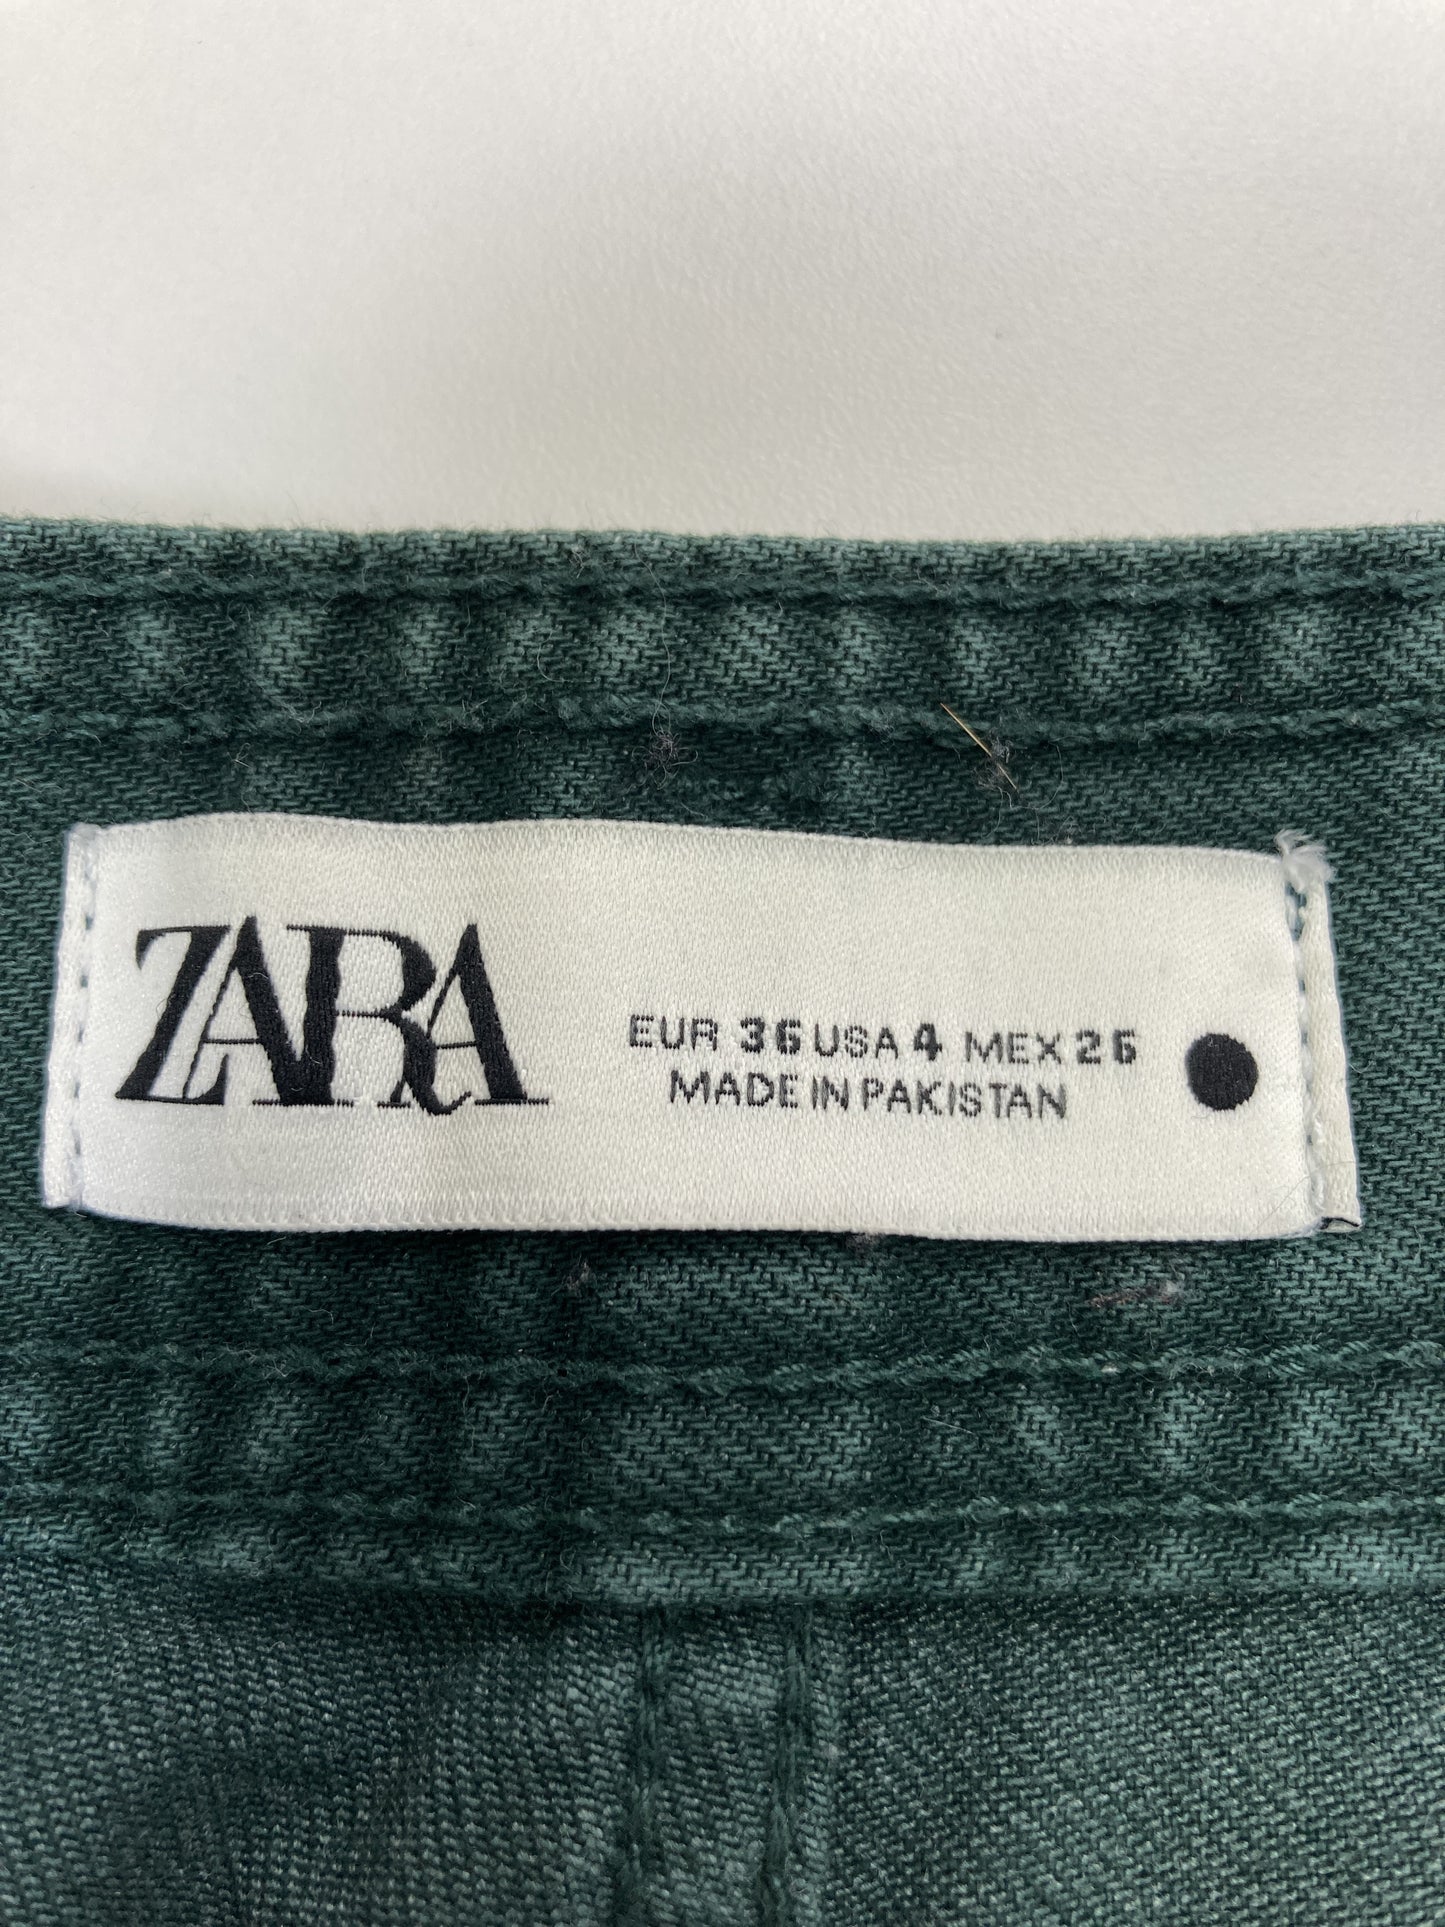 ZARA
EUR 36 USA 4 MEX 26
MADE IN PAKISTAN